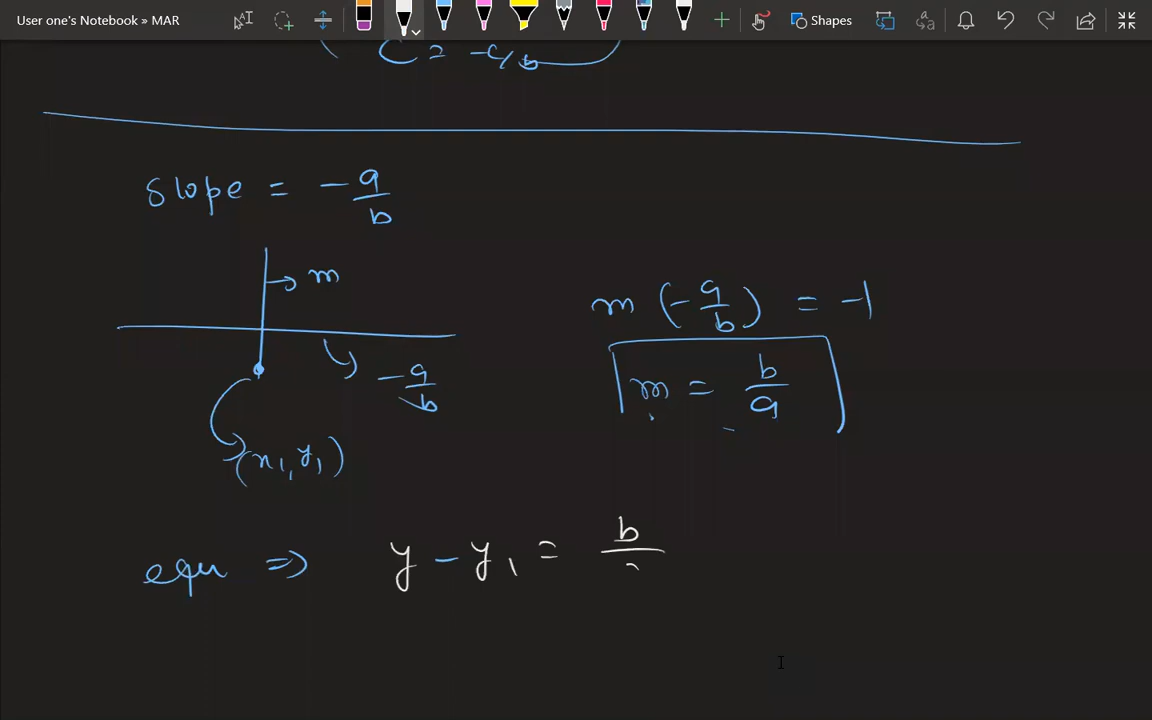 User one's Notebook » MAR
Shapes
C = -c/b
Slope = - a/b
m
m (- a/b) = -1
- a/b
m = b/a
(x1, y1)
equ => y - y1 = b